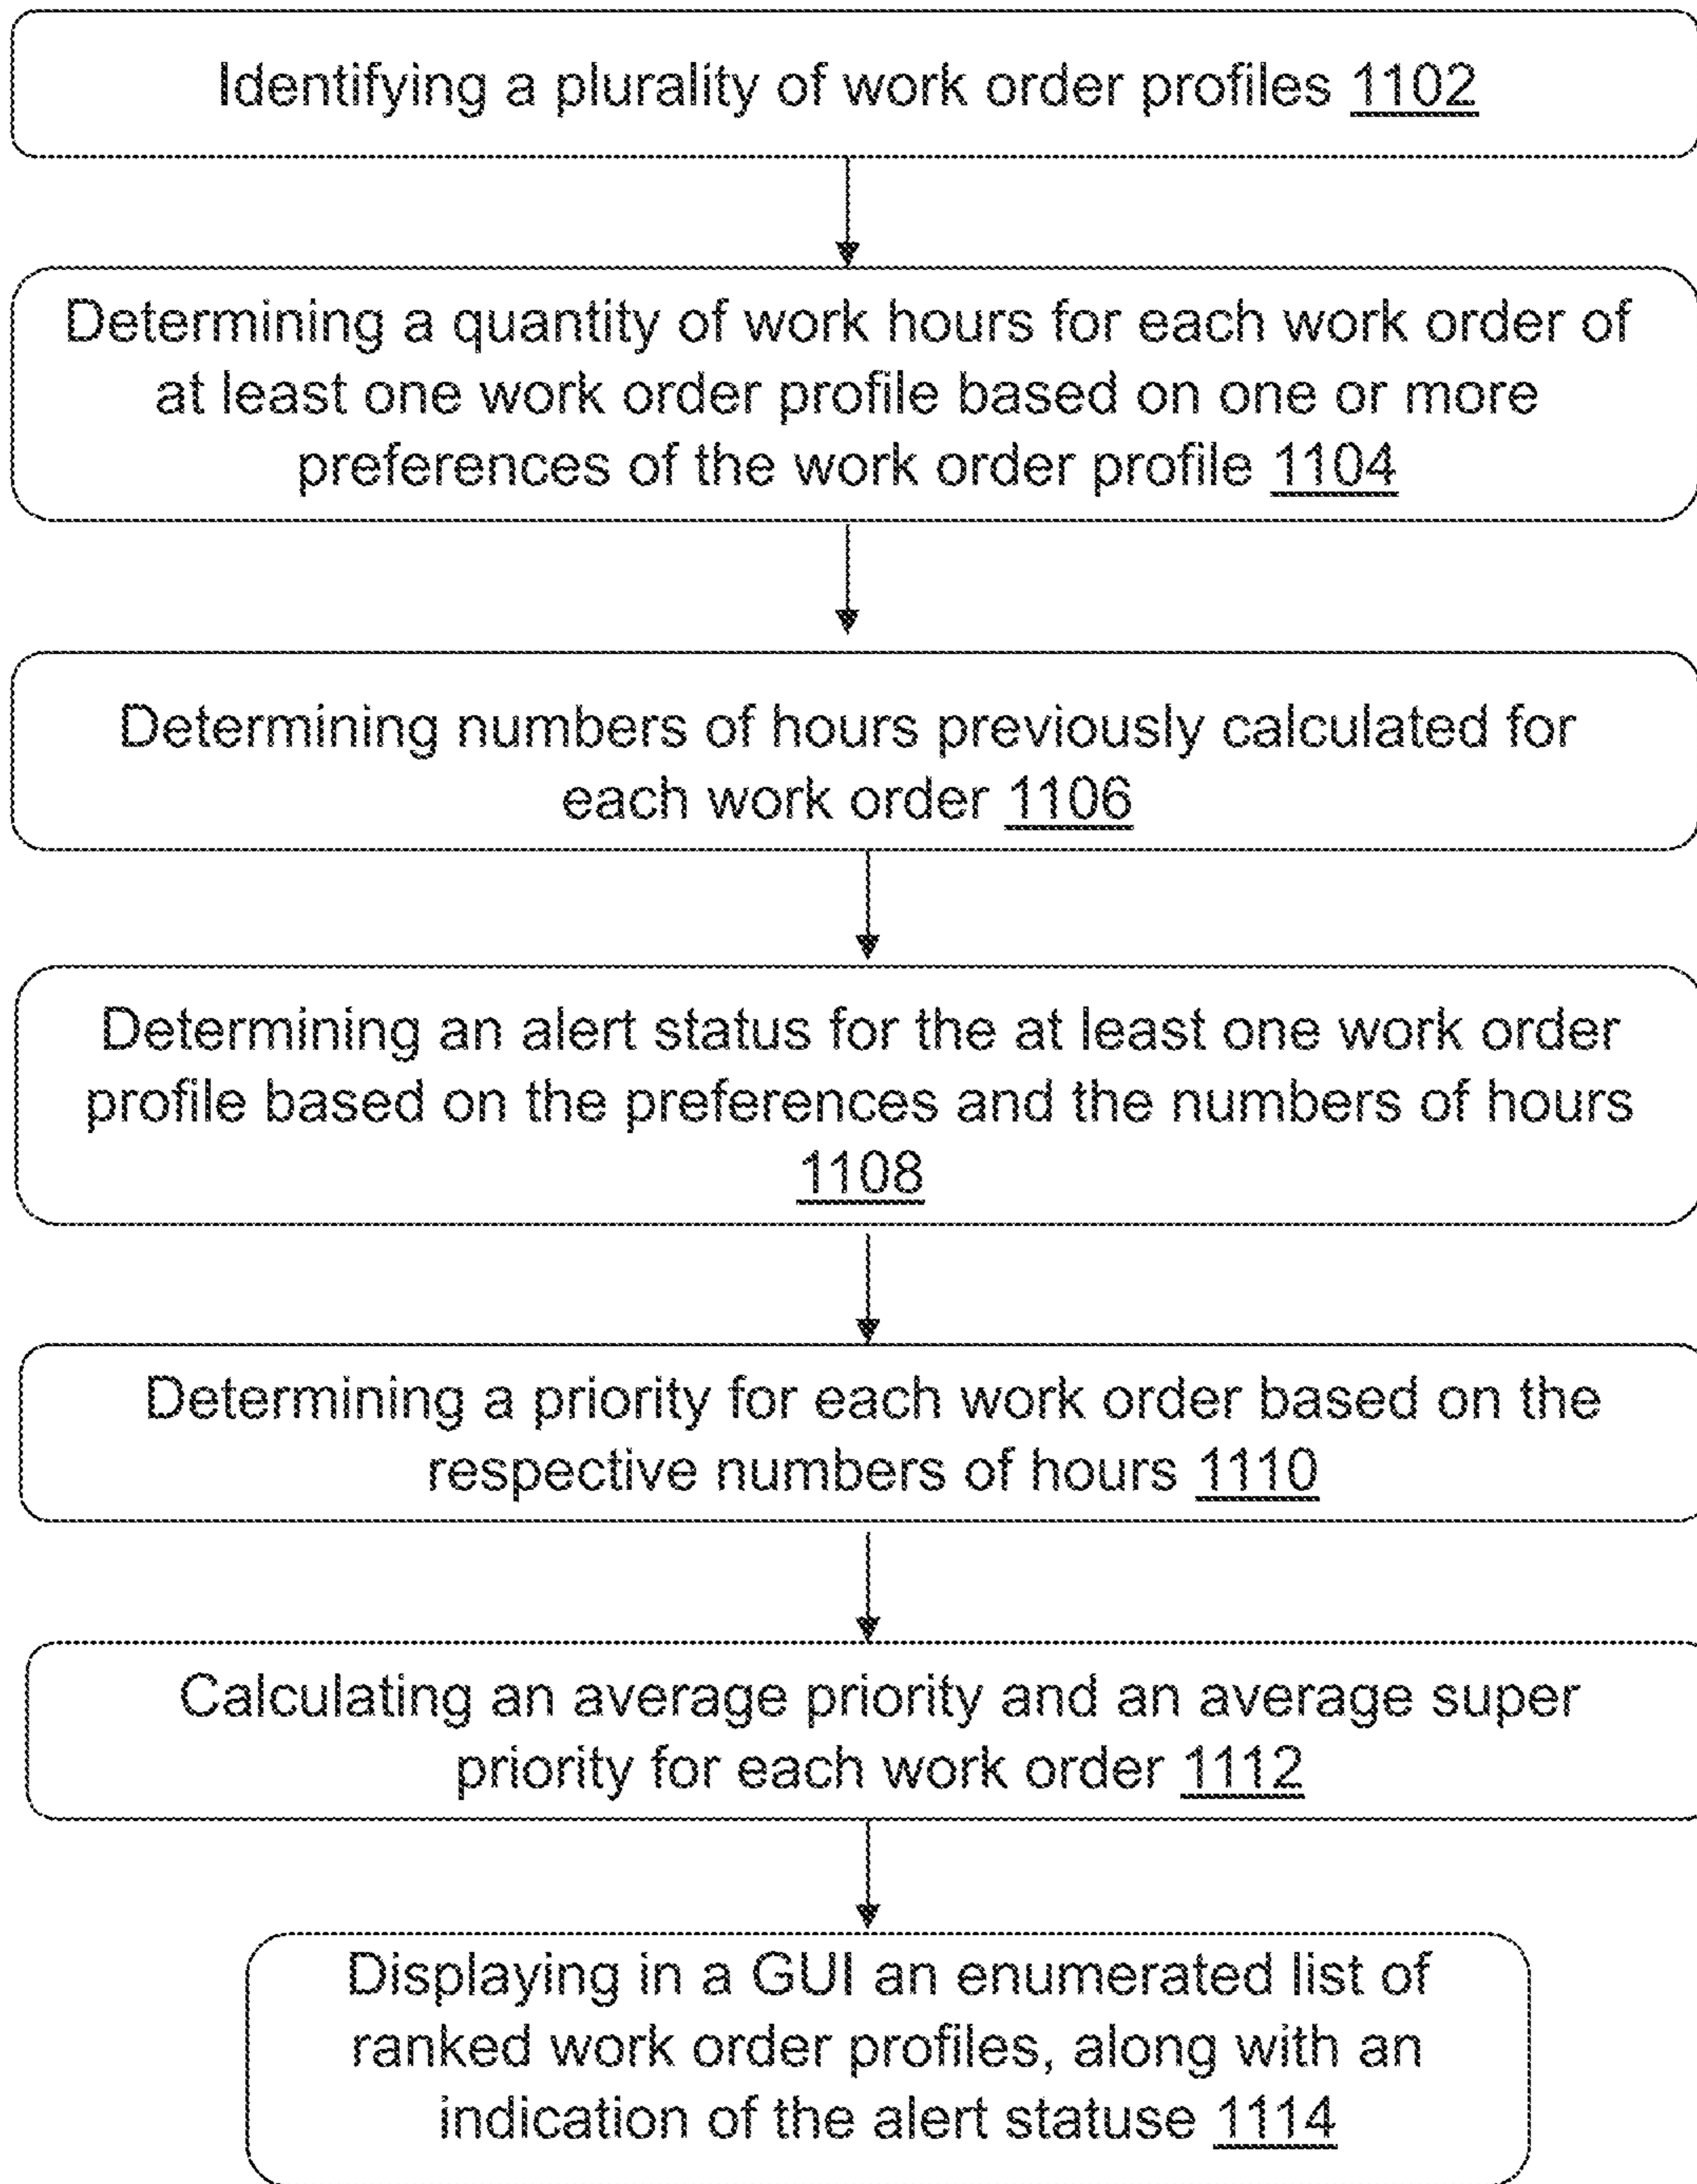 Identifying a plurality of work order profiles 1102
Determining a quantity of work hours for each work order of
at least one work order profile based on one or more
preferences of the work order profile 1104
Determining numbers of hours previously calculated for
each work order 1106
Determining an alert status for the at least one work order
profile based on the preferences and the numbers of hours
1108
Determining a priority for each work order based on the
respective numbers of hours 1110
Calculating an average priority and an average super
priority for each work order 1112
Displaying in a GUI an enumerated list of
ranked work order profiles, along with an
indication of the alert statuse 1114